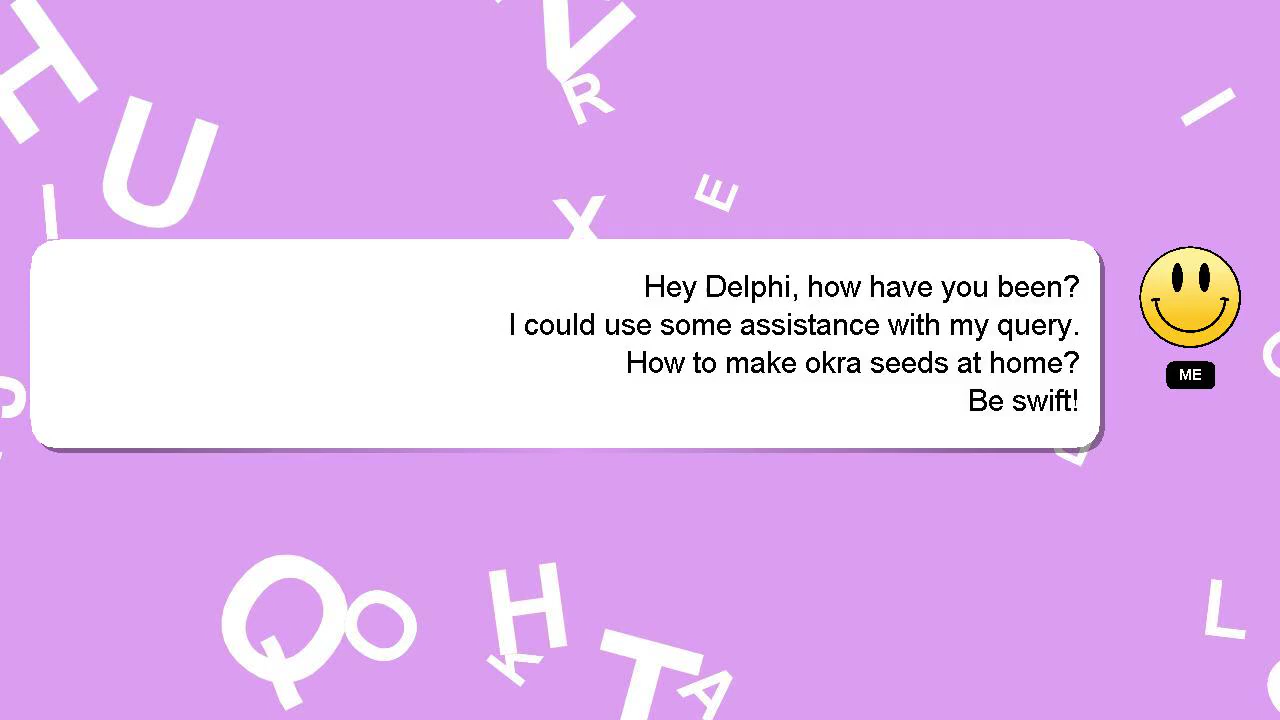 Hey Delphi, how have you been?
I could use some assistance with my query.
How to make okra seeds at home?
Be swift!
ME
H
U
I
V
R
X
E
I
Q
O
H
K
T
A
L